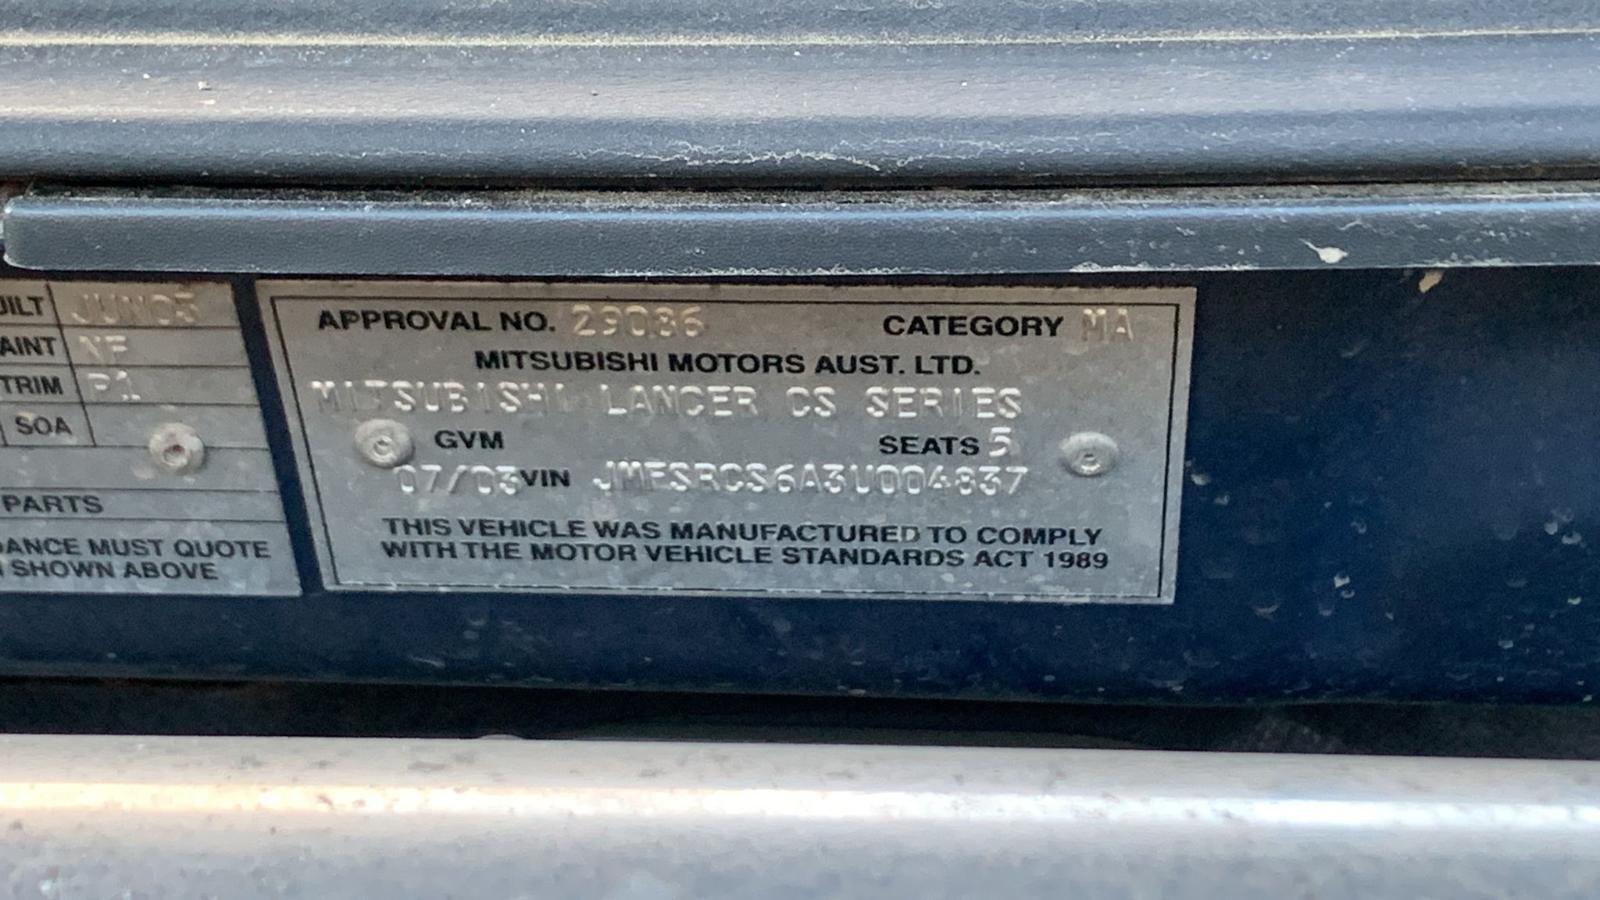 UILT JUN03
AINT NF
TRIM P1
SOA
PARTS
DANCE MUST QUOTE
SHOWN ABOVE
APPROVAL NO. 29086 CATEGORY MA
MITSUBISHI MOTORS AUST. LTD.
MITSUBISHI LANCER CS SERIES
GVM SEATS 5
07/03 VIN JMFSRCS6A3U004837
THIS VEHICLE WAS MANUFACTURED TO COMPLY
WITH THE MOTOR VEHICLE STANDARDS ACT 1989